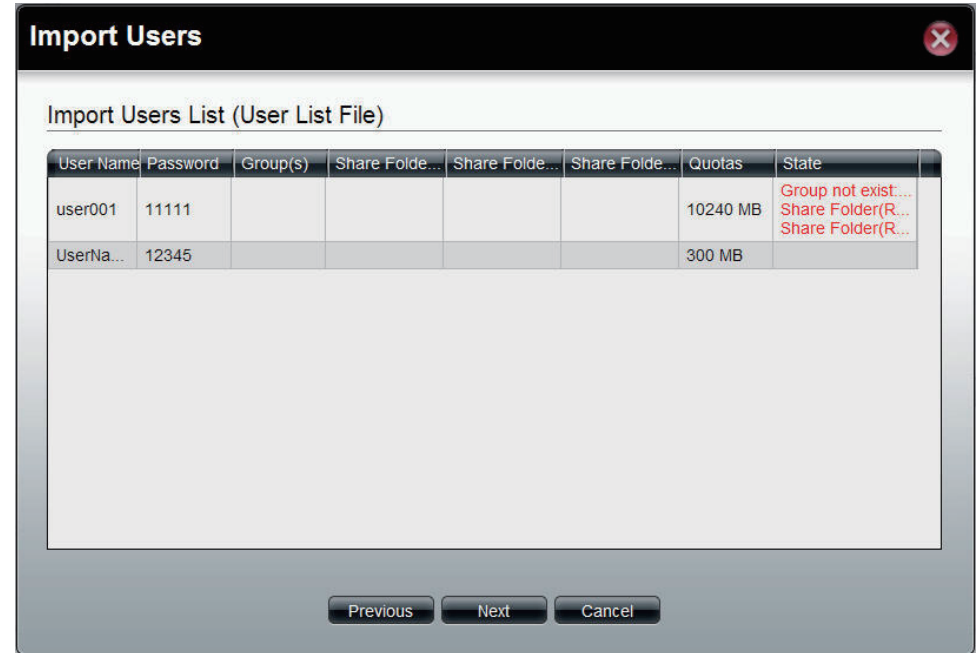 Import Users
Import Users List (User List File)
User Name Password Group(s) Share Folde... Share Folde... Share Folde... Quotas State
user001 11111 10240 MB Group not exist:...
Share Folder(R...
Share Folder(R...
UserNa... 12345 300 MB
Previous Next Cancel